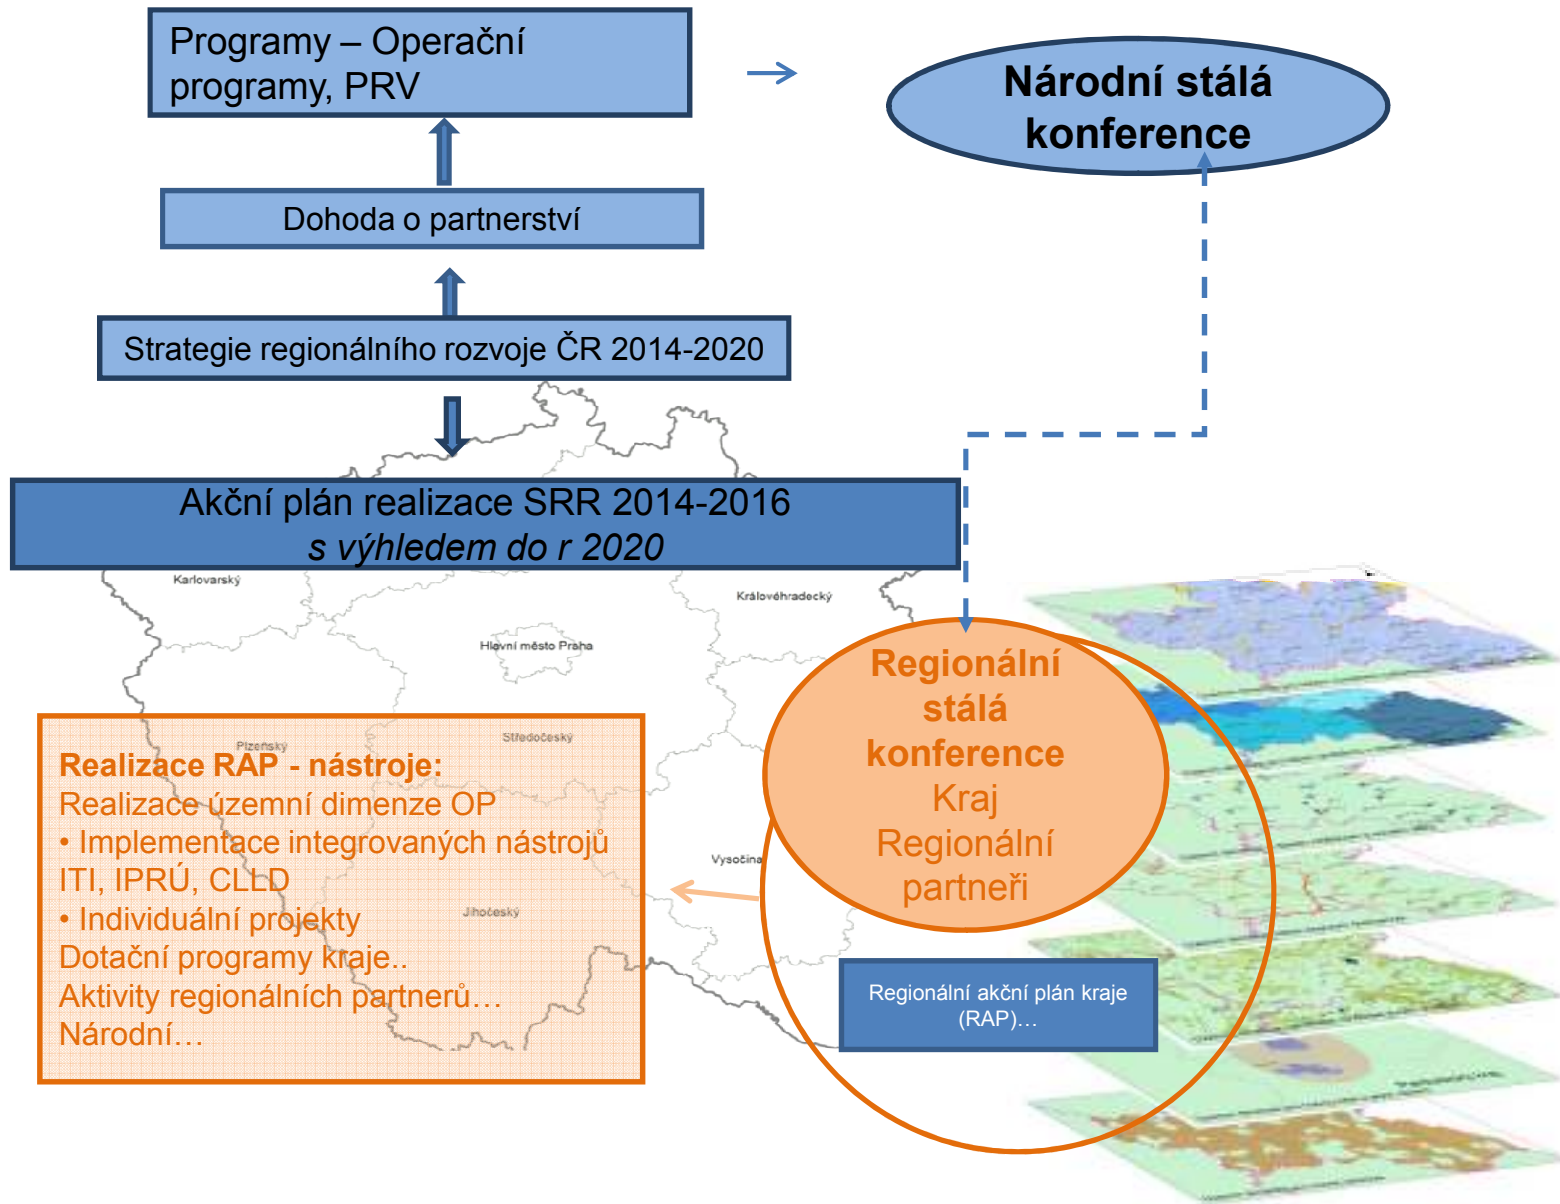 Programy – Operační
programy, PRV
Národní stálá
konference
Dohoda o partnerství
Strategie regionálního rozvoje ČR 2014-2020
Akční plán realizace SRR 2014-2016
s výhledem do r 2020
Karlovarský
Královéhradecký
Hlavní město Praha
Plzeňský
Středočeský
Vysočina
Jihočeský
Realizace RAP - nástroje:
Realizace územní dimenze OP
• Implementace integrovaných nástrojů
ITI, IPRÚ, CLLD
• Individuální projekty
Dotační programy kraje..
Aktivity regionálních partnerů…
Národní…
Regionální
stálá
konference
Kraj
Regionální
partneři
Regionální akční plán kraje
(RAP)…